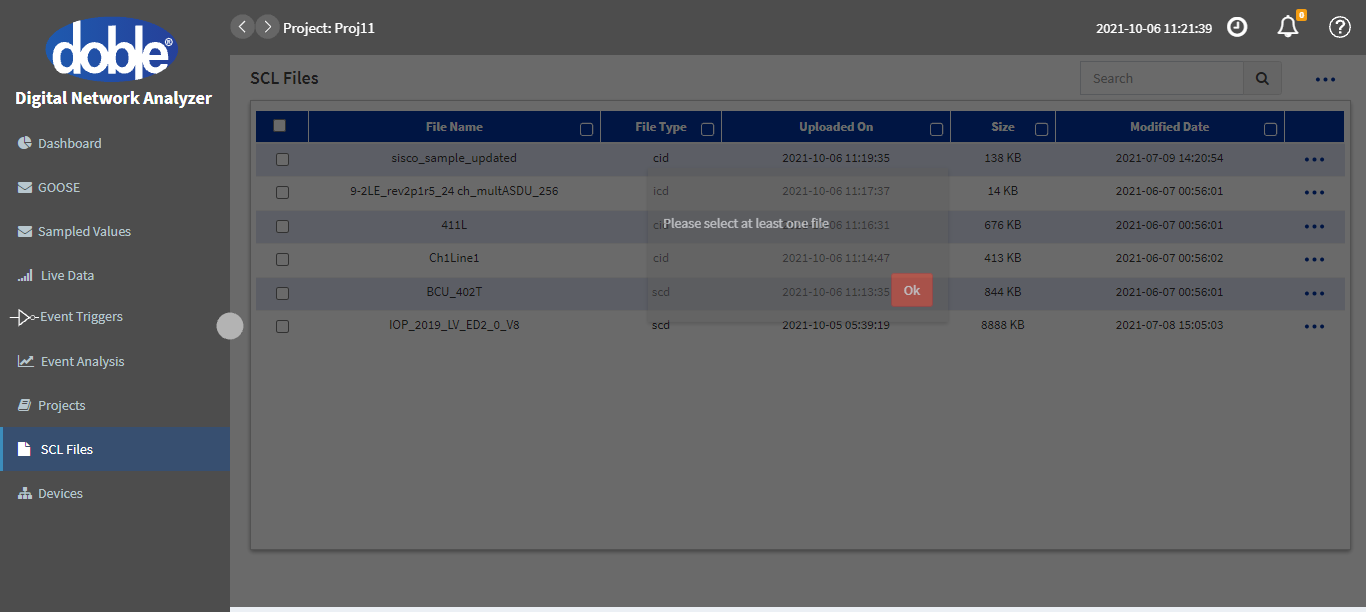 doble®
Digital Network Analyzer
Dashboard
GOOSE
Sampled Values
Live Data
Event Triggers
Event Analysis
Projects
SCL Files
Devices
Project: Proj11
2021-10-06 11:21:39
0
?
SCL Files
Search
File Name File Type Uploaded On Size Modified Date
sisco_sample_updated cid 2021-10-06 11:19:35 138 KB 2021-07-09 14:20:54
9-2LE_rev2p1r5_24 ch_multASDU_256 icd 2021-10-06 11:17:37 14 KB 2021-06-07 00:56:01
411L cid 2021-10-06 11:16:31 676 KB 2021-06-07 00:56:01
Please select at least one file
Ch1Line1 cid 2021-10-06 11:14:47 413 KB 2021-06-07 00:56:02
BCU_402T scd 2021-10-06 11:13:35 844 KB 2021-06-07 00:56:01
Ok
IOP_2019_LV_ED2_0_V8 scd 2021-10-05 05:39:19 8888 KB 2021-07-08 15:05:03